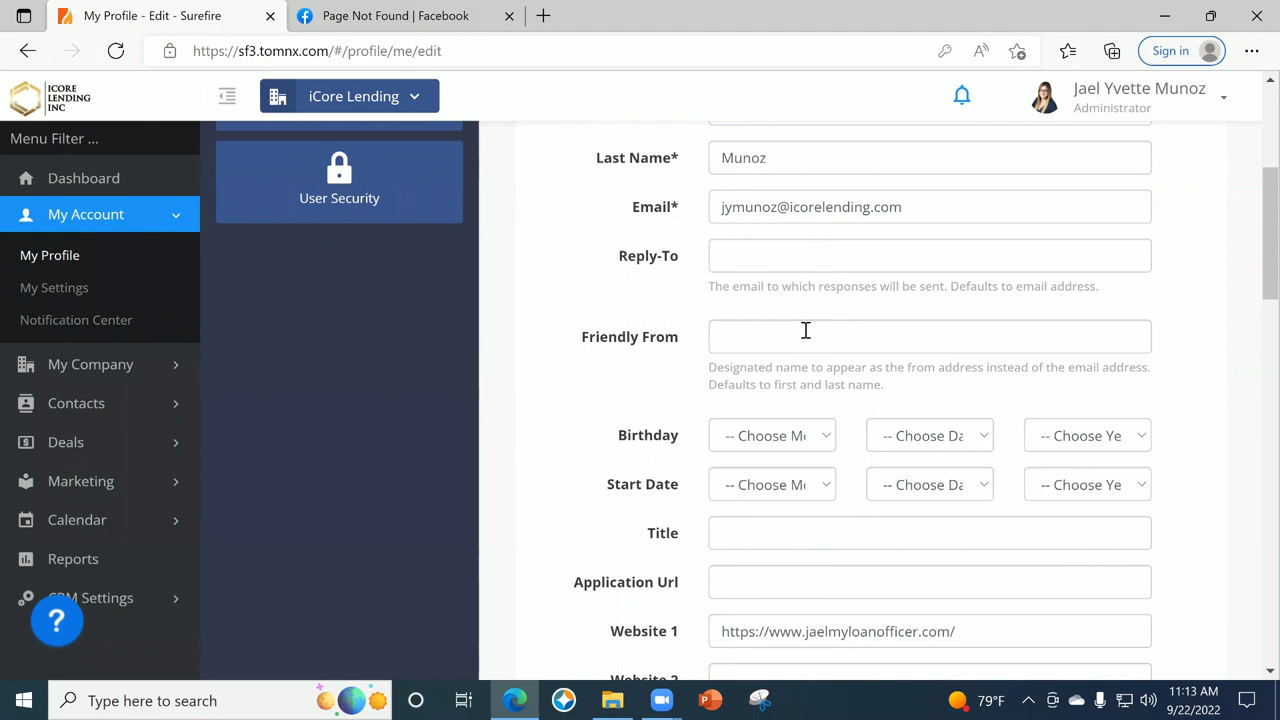 My Profile - Edit - Surefire
Page Not Found | Facebook
https://sf3.tomnx.com/#/profile/me/edit
Sign in
ICORE
LENDING
INC
iCore Lending
Jael Yvette Munoz
Administrator
Menu Filter ...
Dashboard
My Account
My Profile
My Settings
Notification Center
My Company
Contacts
Deals
Marketing
Calendar
Reports
CRM Settings
?
User Security
Last Name* Munoz
Email* jymunoz@icorelending.com
Reply-To
The email to which responses will be sent. Defaults to email address.
Friendly From
Designated name to appear as the from address instead of the email address.
Defaults to first and last name.
Birthday -- Choose Mo -- Choose Da -- Choose Ye
Start Date -- Choose Mo -- Choose Da -- Choose Ye
Title
Application Url
Website 1 https://www.jaelmyloanofficer.com/
Website 2
Type here to search
79°F
11:13 AM
9/22/2022